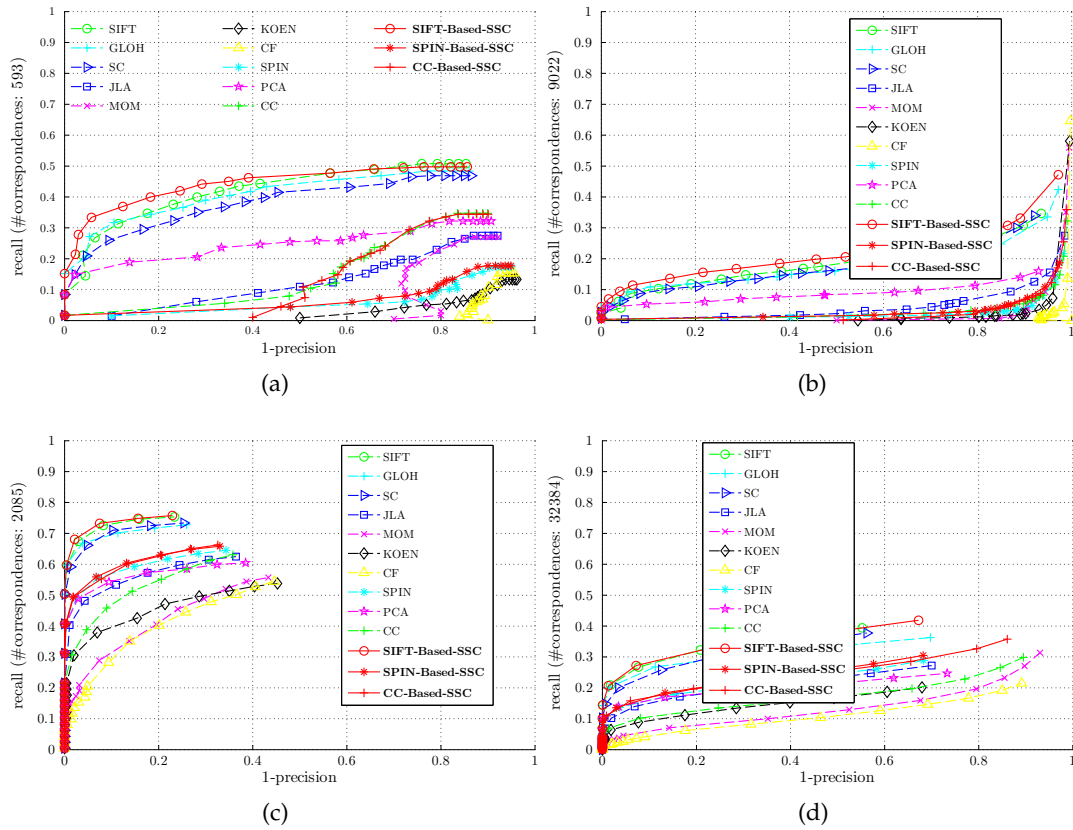 1
0.9
0.8
0.7
0.6
0.5
0.4
0.3
0.2
0.1
0
0 0.2 0.4 0.6 0.8 1
1-precision
recall (#correspondences: 593)
SIFT
GLOH
SC
JLA
MOM
KOEN
CF
SPIN
PCA
CC
SIFT-Based-SSC
SPIN-Based-SSC
CC-Based-SSC
(a)
1
0.9
0.8
0.7
0.6
0.5
0.4
0.3
0.2
0.1
0
0 0.2 0.4 0.6 0.8 1
1-precision
recall (#correspondences: 9022)
SIFT
GLOH
SC
JLA
MOM
KOEN
CF
SPIN
PCA
CC
SIFT-Based-SSC
SPIN-Based-SSC
CC-Based-SSC
(b)
1
0.9
0.8
0.7
0.6
0.5
0.4
0.3
0.2
0.1
0
0 0.2 0.4 0.6 0.8 1
1-precision
recall (#correspondences: 2085)
SIFT
GLOH
SC
JLA
MOM
KOEN
CF
SPIN
PCA
CC
SIFT-Based-SSC
SPIN-Based-SSC
CC-Based-SSC
(c)
1
0.9
0.8
0.7
0.6
0.5
0.4
0.3
0.2
0.1
0
0 0.2 0.4 0.6 0.8 1
1-precision
recall (#correspondences: 32384)
SIFT
GLOH
SC
JLA
MOM
KOEN
CF
SPIN
PCA
CC
SIFT-Based-SSC
SPIN-Based-SSC
CC-Based-SSC
(d)